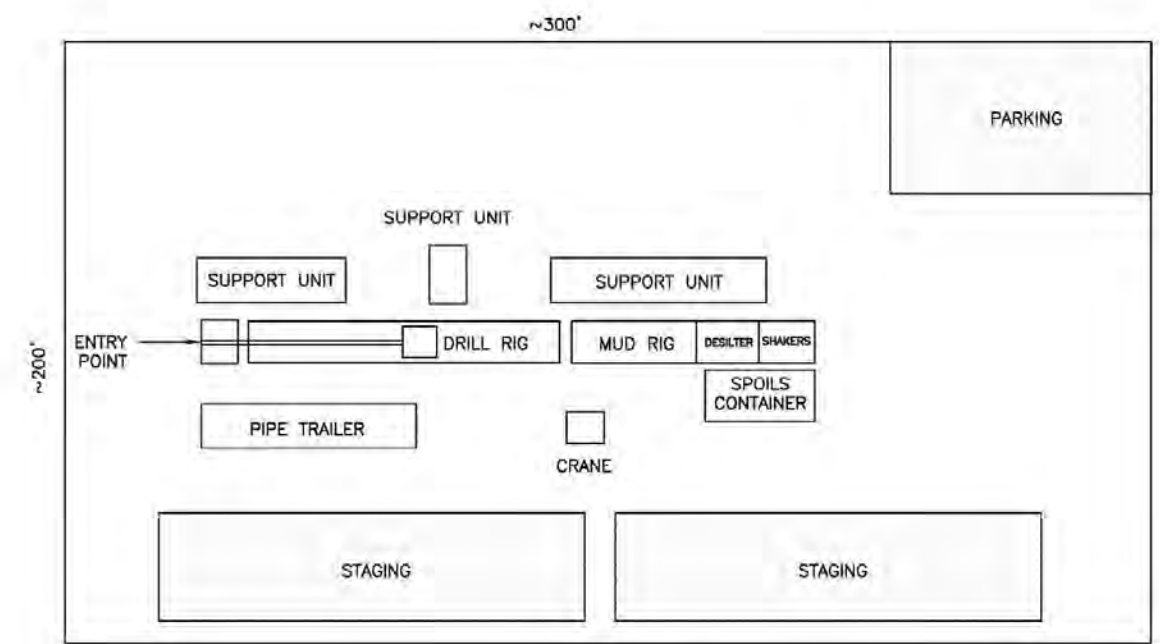 ~300'
PARKING
SUPPORT UNIT
SUPPORT UNIT
SUPPORT UNIT
ENTRY
POINT
DRILL RIG
MUD RIG
DESILTER
SHAKERS
~200'
SPOILS
CONTAINER
PIPE TRAILER
CRANE
STAGING
STAGING